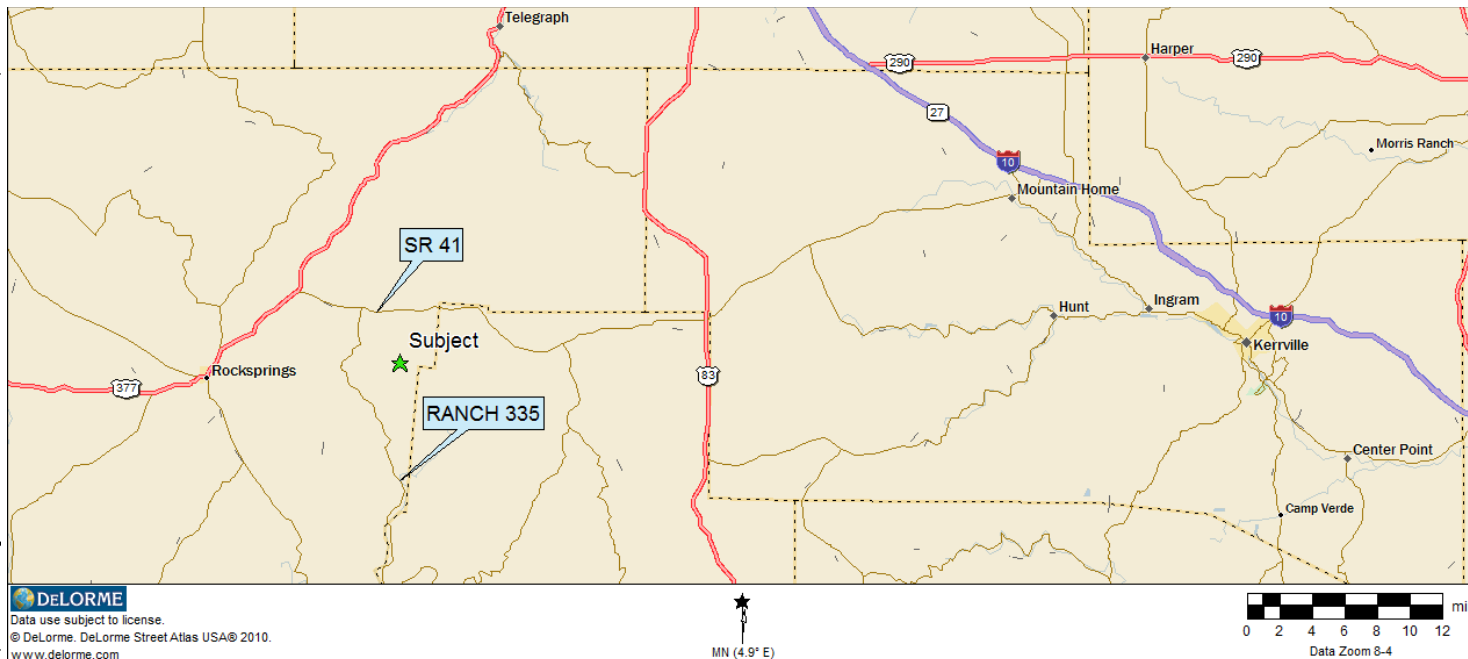 Telegraph
290
Harper
290
27
10
Morris Ranch
Mountain Home
SR 41
Hunt
Ingram
10
Subject
Kerrville
Rocksprings
377
83
RANCH 335
Center Point
Camp Verde
DELORME
Data use subject to license.
© DeLorme. DeLorme Street Atlas USA® 2010.
www.delorme.com
MN (4.9° E)
mi
0 2 4 6 8 10 12
Data Zoom 8-4